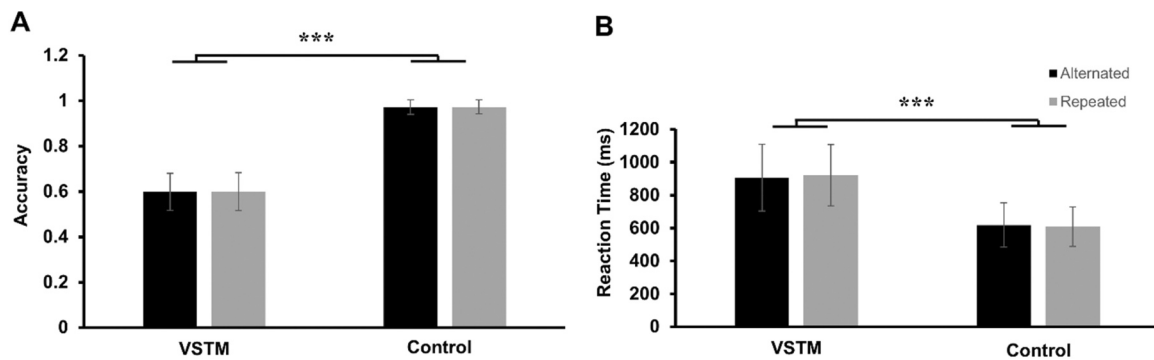 A
***
1.2
1
0.8
0.6
0.4
0.2
0
Accuracy
VSTM Control
B
Alternated
Repeated
***
1200
1000
800
600
400
200
0
Reaction Time (ms)
VSTM Control